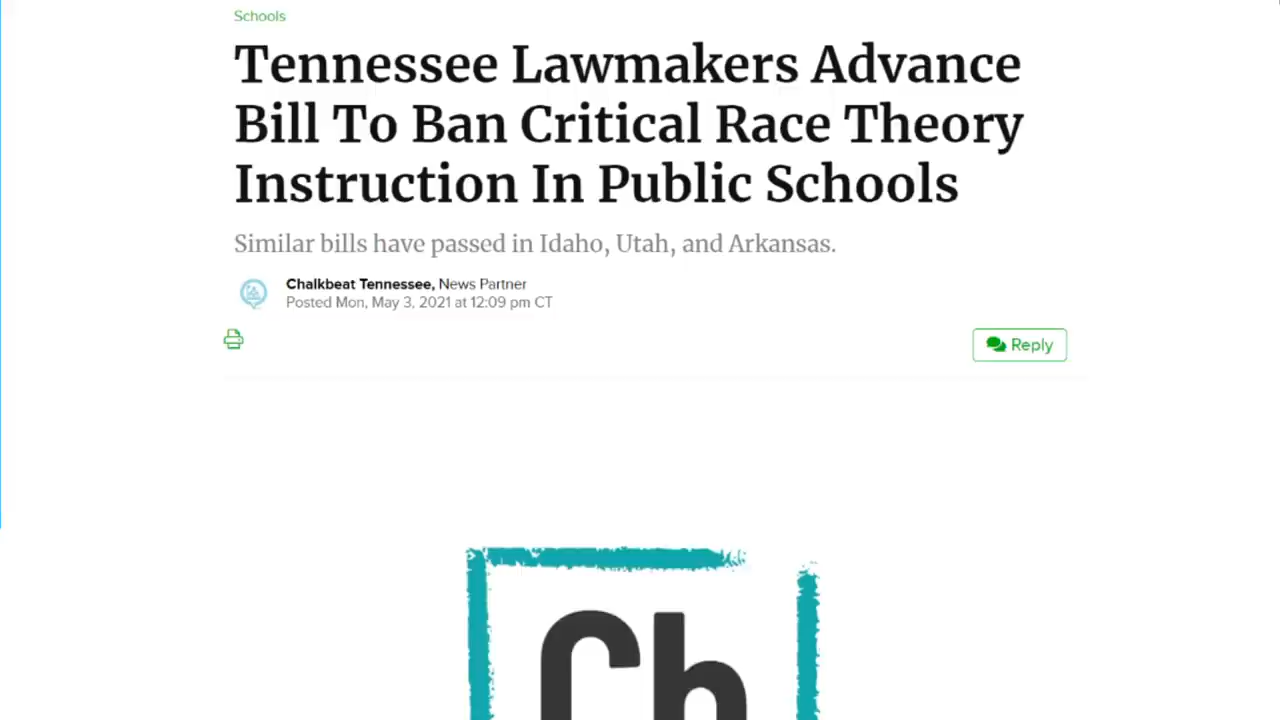 Schools
Tennessee Lawmakers Advance
Bill To Ban Critical Race Theory
Instruction In Public Schools
Similar bills have passed in Idaho, Utah, and Arkansas.
Chalkbeat Tennessee, News Partner
Posted Mon, May 3, 2021 at 12:09 pm CT
Reply
Ch